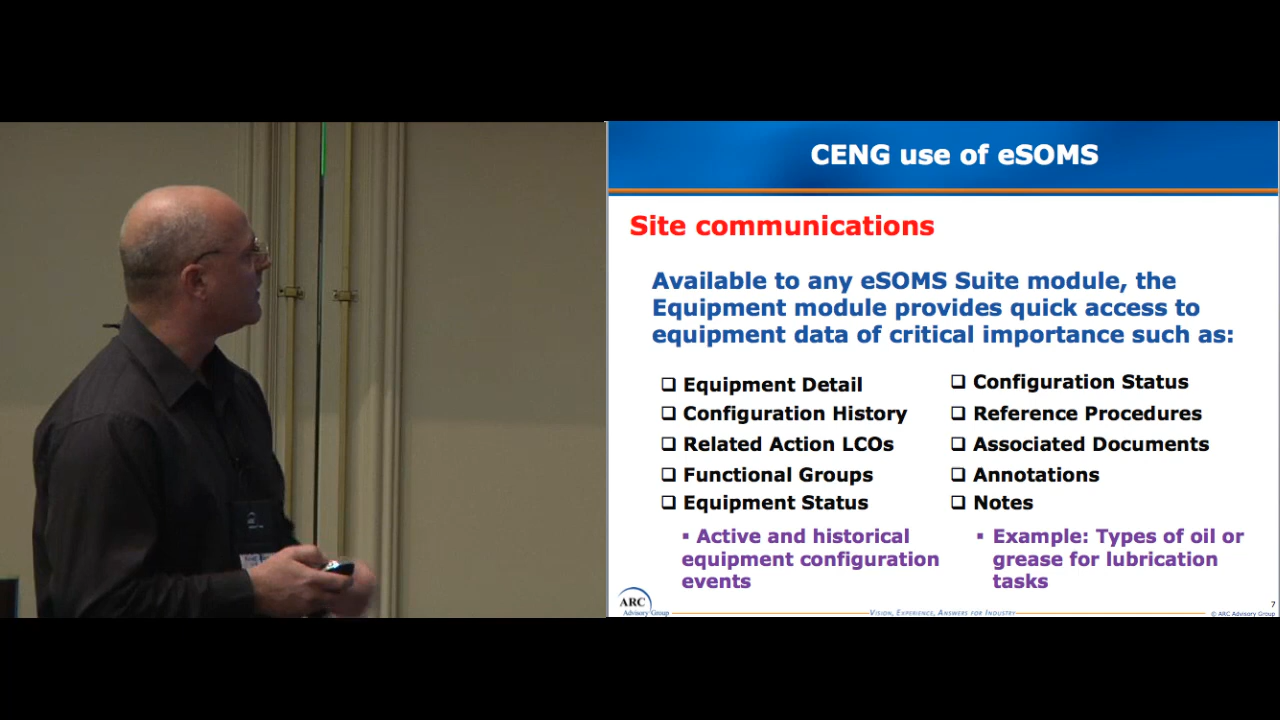 CENG use of eSOMS
Site communications
Available to any eSOMS Suite module, the
Equipment module provides quick access to
equipment data of critical importance such as:
❑ Equipment Detail
❑ Configuration History
❑ Related Action LCOs
❑ Functional Groups
❑ Equipment Status
▪ Active and historical
equipment configuration
events
❑ Configuration Status
❑ Reference Procedures
❑ Associated Documents
❑ Annotations
❑ Notes
▪ Example: Types of oil or
grease for lubrication
tasks
ARC
Advisory Group
Vision, Experience, Answers for Industry
7
© ARC Advisory Group